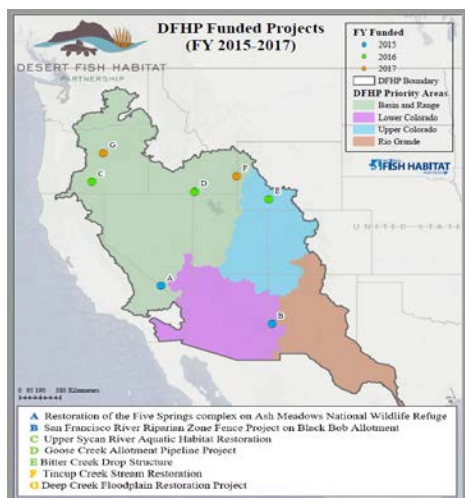 DFHP Funded Projects
(FY 2015-2017)
DESERT FISH HABITAT
PARTNERSHIP
FY Funded
2015
2016
2017
DFHP Boundary
DFHP Priority Areas
Basin and Range
Lower Colorado
Upper Colorado
Rio Grande
FISH HABITAT
PARTNERSHIP
UNITED STATES
G
C
D
F
E
A
B
Kilometers
A Restoration of the Five Springs complex on Ash Meadows National Wildlife Refuge
B San Francisco River Riparian Zone Fence Project on Black Bob Allotment
C Upper Sycan River Aquatic Habitat Restoration
D Goose Creek Allotment Pipeline Project
E Bitter Creek Drop Structure
F Tincup Creek Stream Restoration
G Deep Creek Floodplain Restoration Project